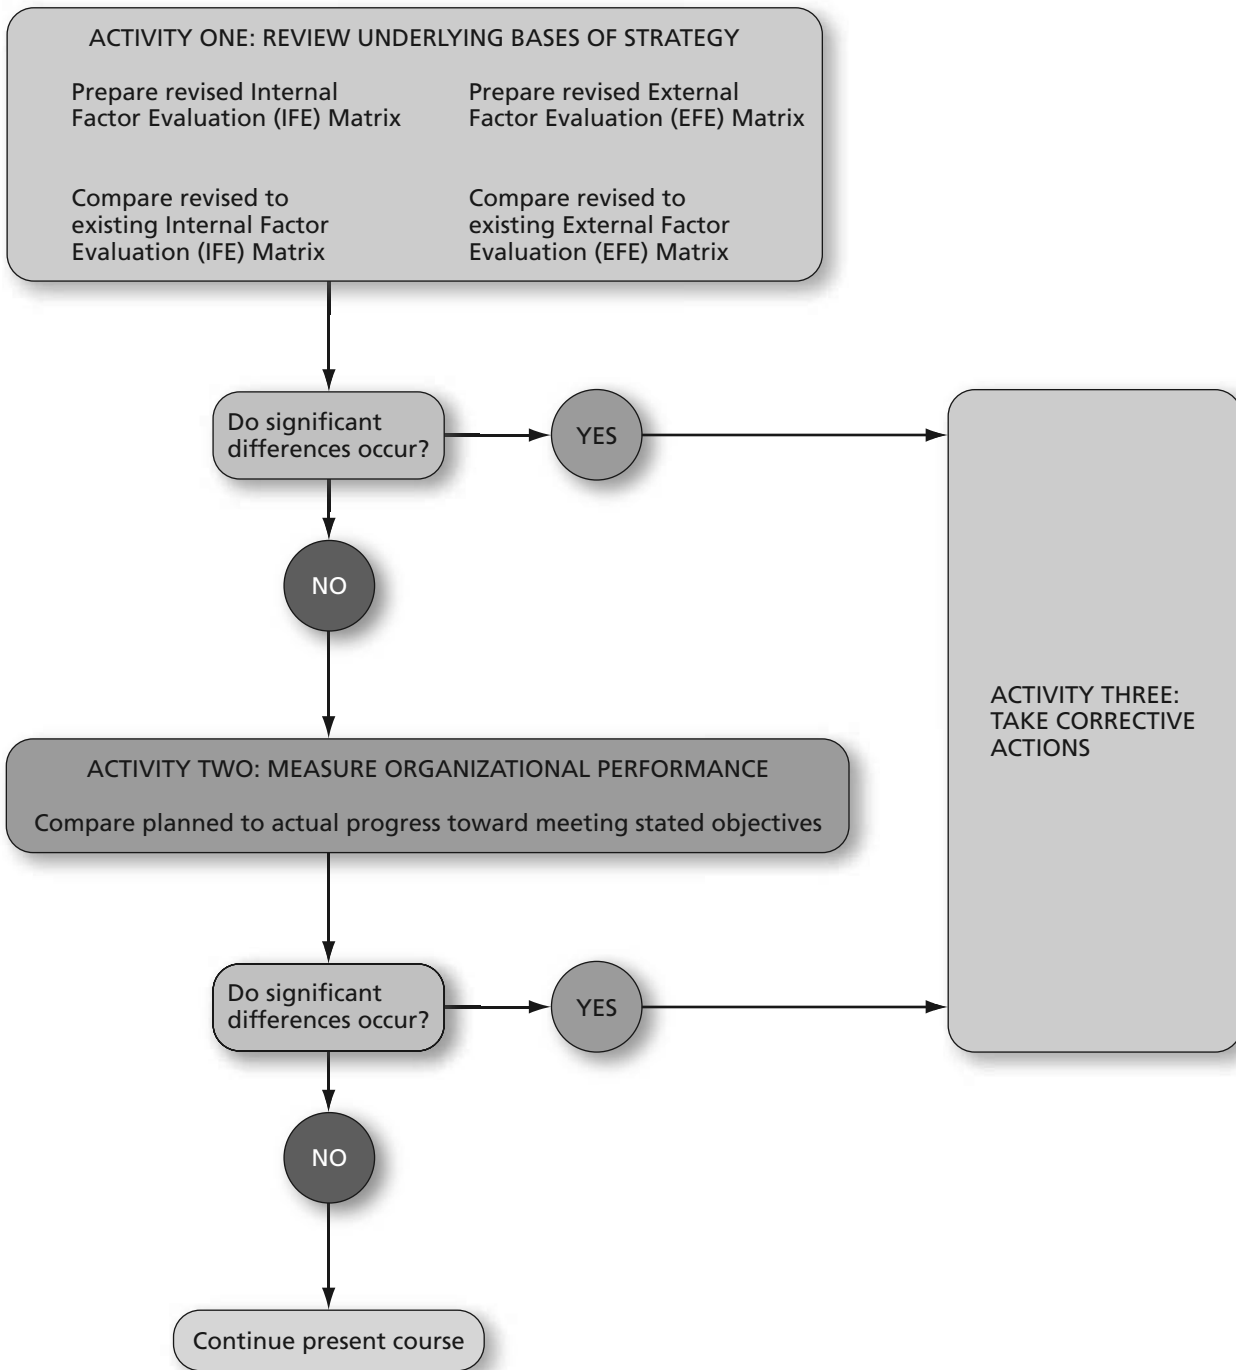 ACTIVITY ONE: REVIEW UNDERLYING BASES OF STRATEGY
Prepare revised Internal
Factor Evaluation (IFE) Matrix
Prepare revised External
Factor Evaluation (EFE) Matrix
Compare revised to
existing Internal Factor
Evaluation (IFE) Matrix
Compare revised to
existing External Factor
Evaluation (EFE) Matrix
Do significant
differences occur?
YES
NO
ACTIVITY THREE:
TAKE CORRECTIVE
ACTIONS
ACTIVITY TWO: MEASURE ORGANIZATIONAL PERFORMANCE
Compare planned to actual progress toward meeting stated objectives
Do significant
differences occur?
YES
NO
Continue present course